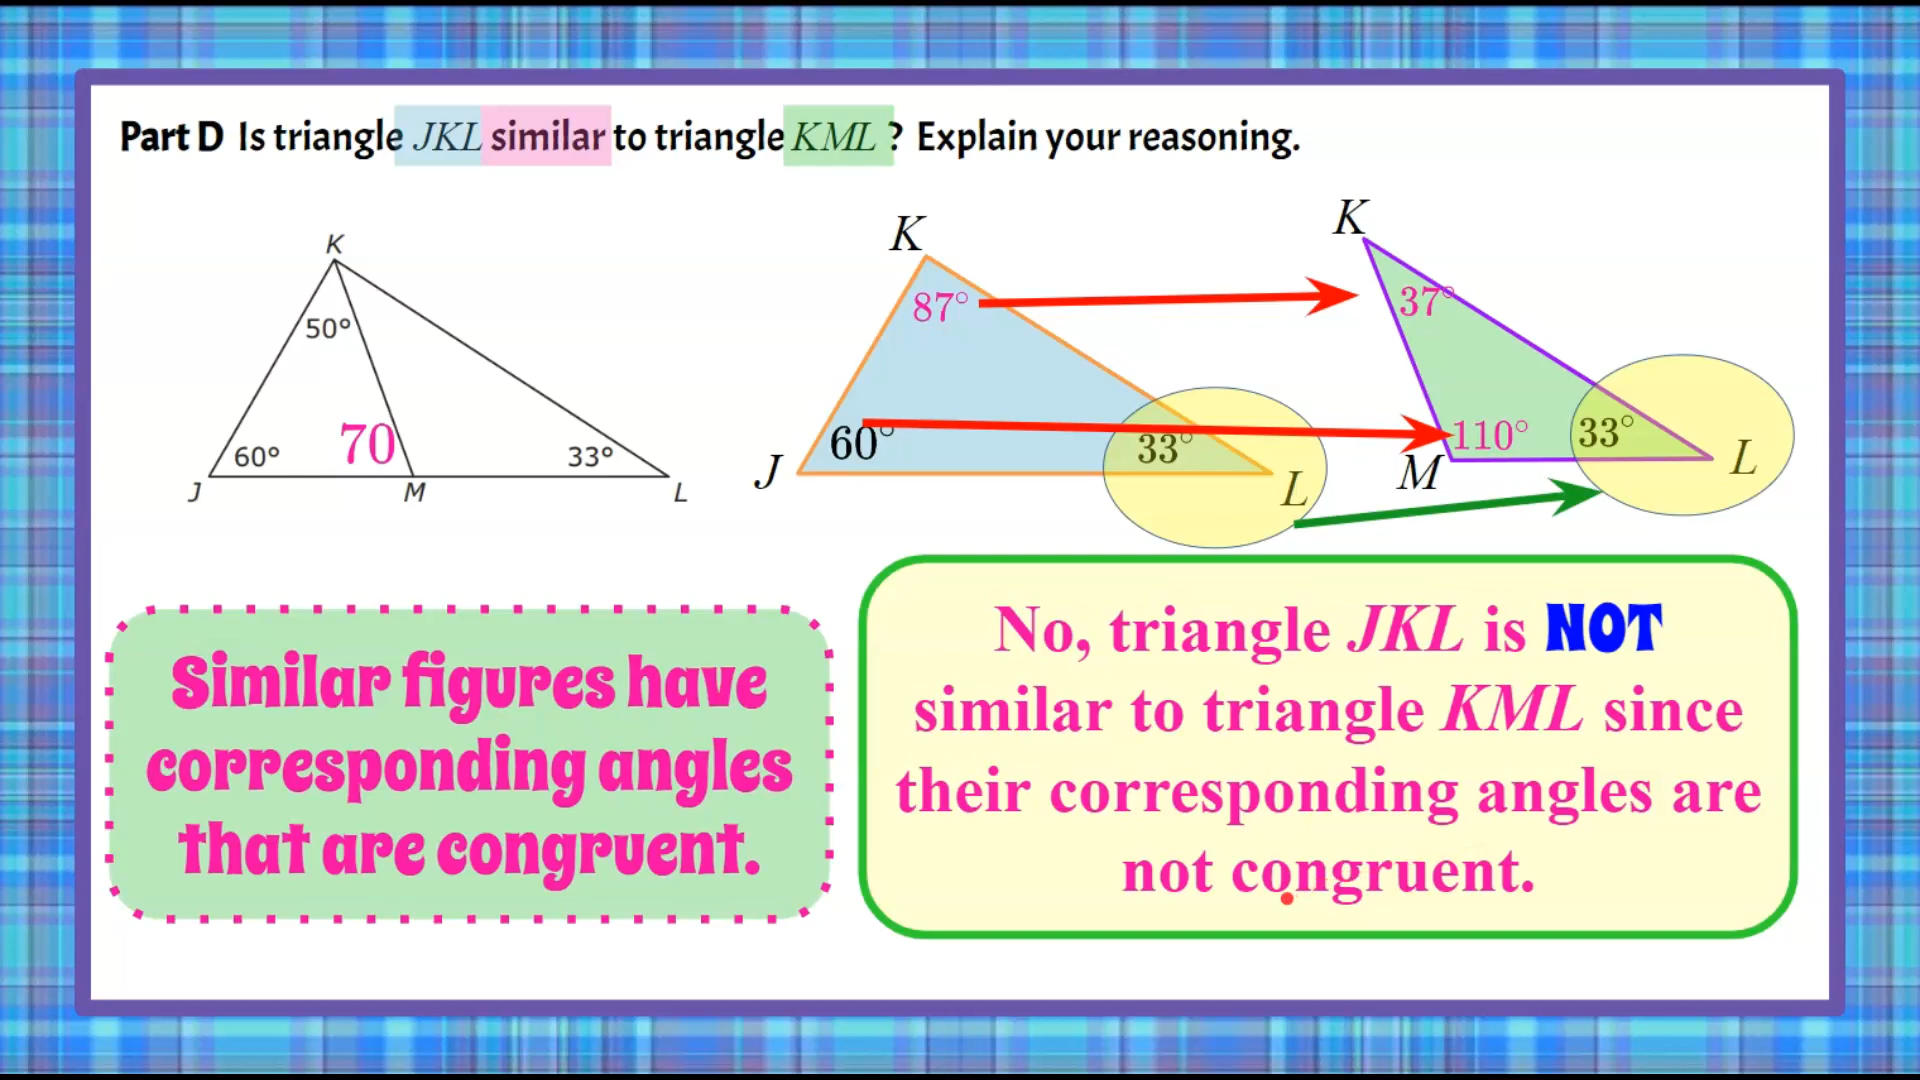 Part D Is triangle JKL similar to triangle KML ? Explain your reasoning.
K
50°
60°
70
33°
J
M
L
K
87°
60°
33°
J
L
K
37°
110°
33°
M
L
Similar figures have
corresponding angles
that are congruent.
No, triangle JKL is NOT
similar to triangle KML since
their corresponding angles are
not congruent.